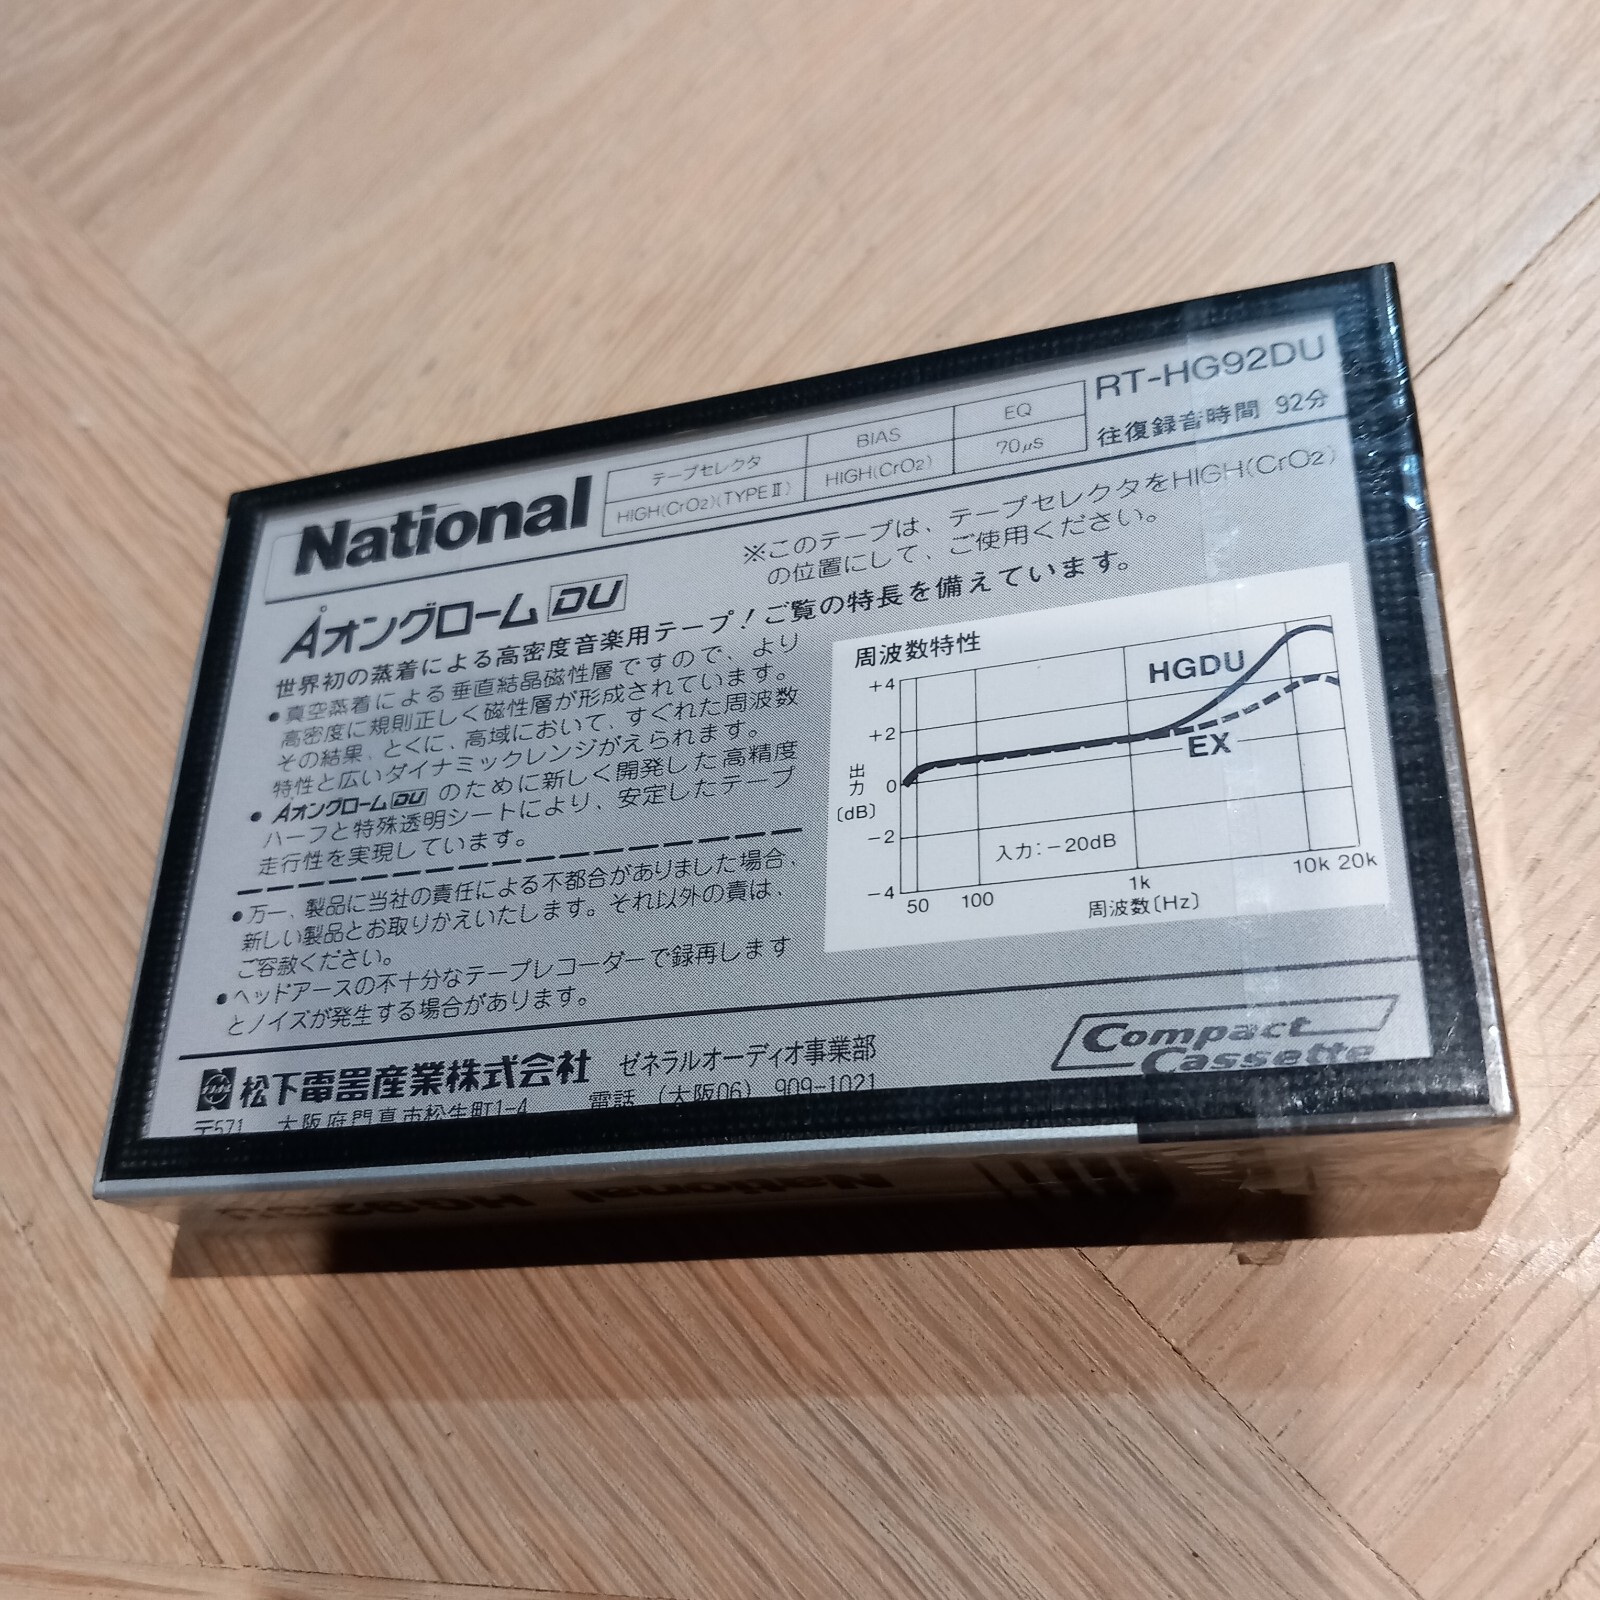 National
テープセレクタ BIAS EQ
HIGH(CrO2)(TYPEⅡ) HIGH(CrO2) 70μs
RT-HG92DU
往復録音時間 92分
※このテープは、テープセレクタをHIGH(CrO2)
の位置にして、ご使用ください。
Åオングローム DU
世界初の蒸着による高密度音楽用テープ!ご覧の特長を備えています。
●真空蒸着による垂直結晶磁性層ですので、より
高密度に規則正しく磁性層が形成されています。
その結果、とくに、高域において、すぐれた周波数
特性と広いダイナミックレンジがえられます。
●Åオングローム DU のために新しく開発した高精度
ハーフと特殊透明シートにより、安定したテープ
走行性を実現しています。
●万一、製品に当社の責任による不都合がありました場合、
新しい製品とお取りかえいたします。それ以外の責は、
ご容赦ください。
●ヘッドアースの不十分なテープレコーダーで録再します
とノイズが発生する場合があります。
周波数特性
HGDU
EX
+4
+2
0
-2
-4
出力
[dB]
入力:-20dB
50 100 1k 10k 20k
周波数[Hz]
松下電器産業株式会社 ゼネラルオーディオ事業部
〒571 大阪府門真市松生町1-4 電話 (大阪06) 909-1021
Compact
Cassette
National HG92DU